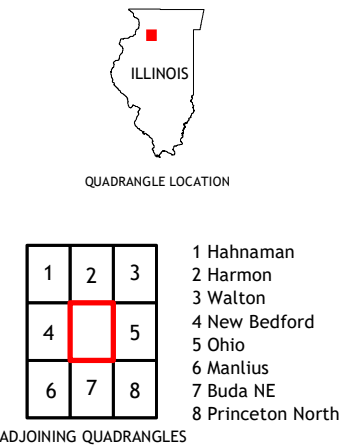 ILLINOIS
QUADRANGLE LOCATION
1 2 3
4 5
6 7 8
1 Hahnaman
2 Harmon
3 Walton
4 New Bedford
5 Ohio
6 Manlius
7 Buda NE
8 Princeton North
ADJOINING QUADRANGLES